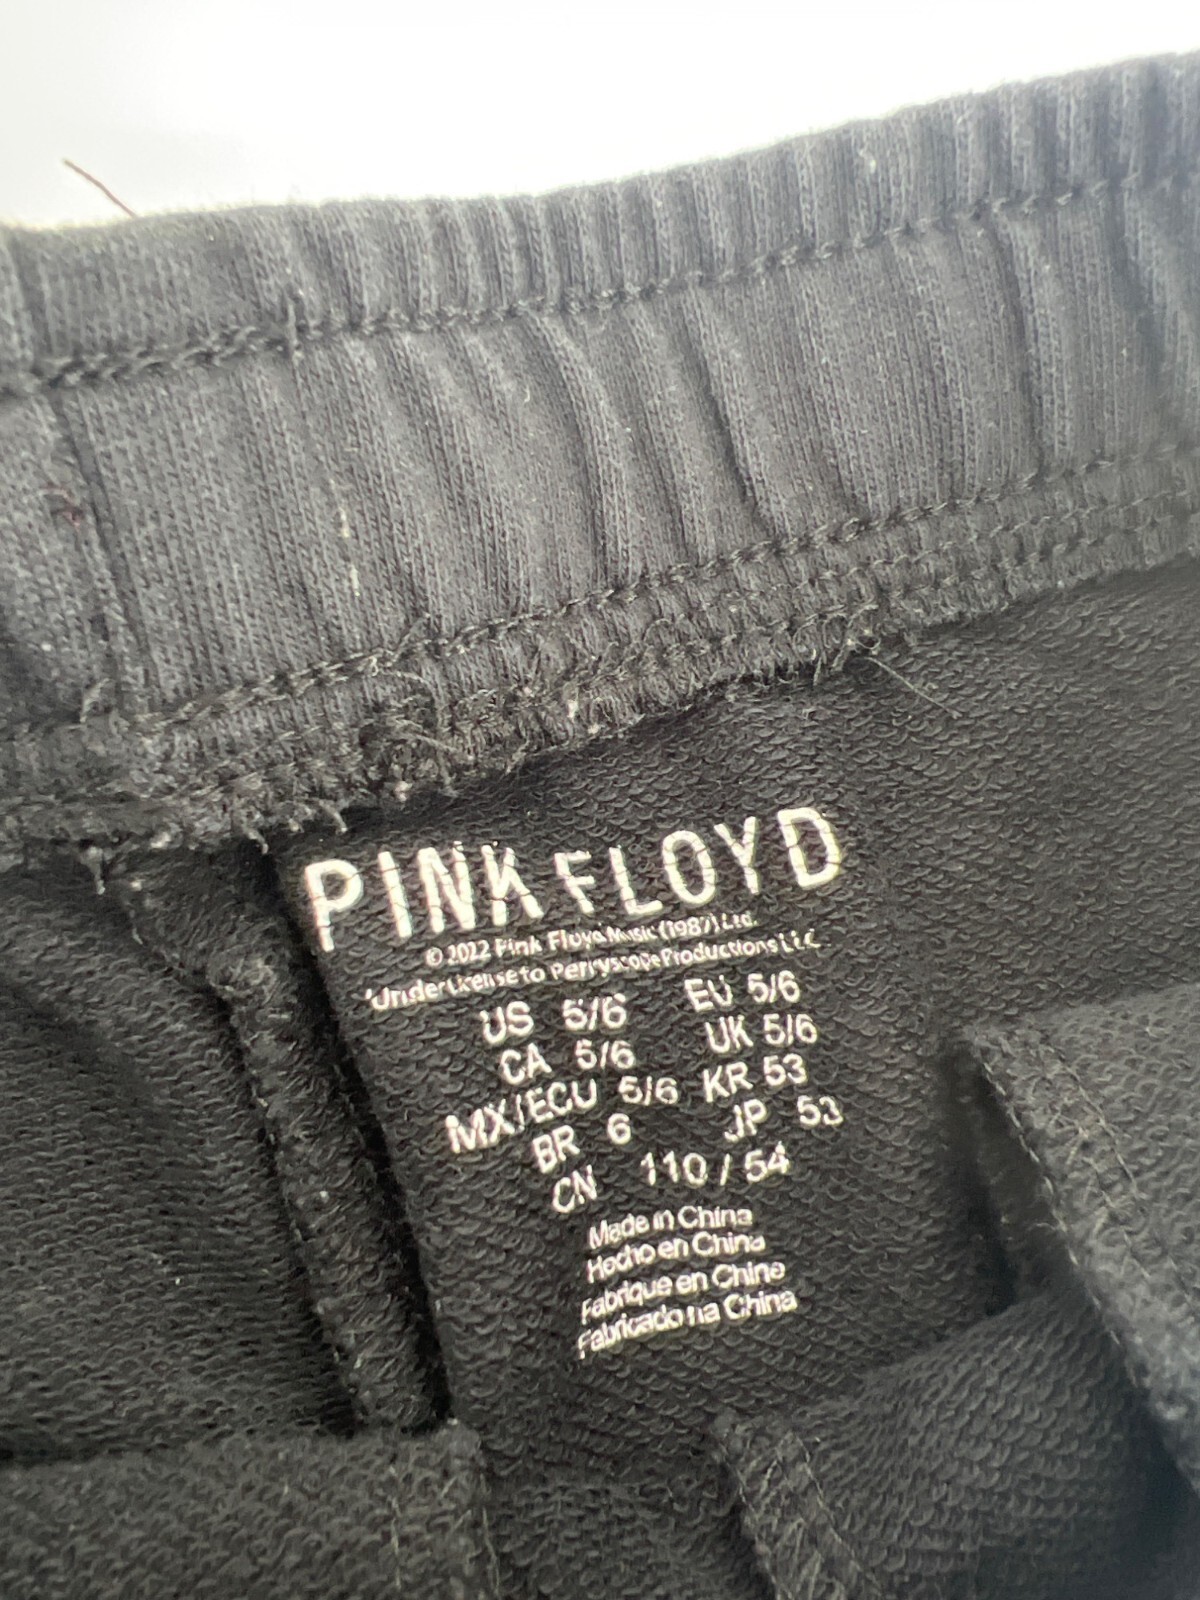 PINK FLOYD
© 2022 Pink Floyd Music (1987) Ltd.
Under license to Perryscope Productions LLC
US 5/6 EU 5/6
CA 5/6 UK 5/6
MX/ECU 5/6 KR 53
BR 6 JP 53
CN 110 / 54
Made in China
Hecho en China
Fabriqué en Chine
Fabricado na China